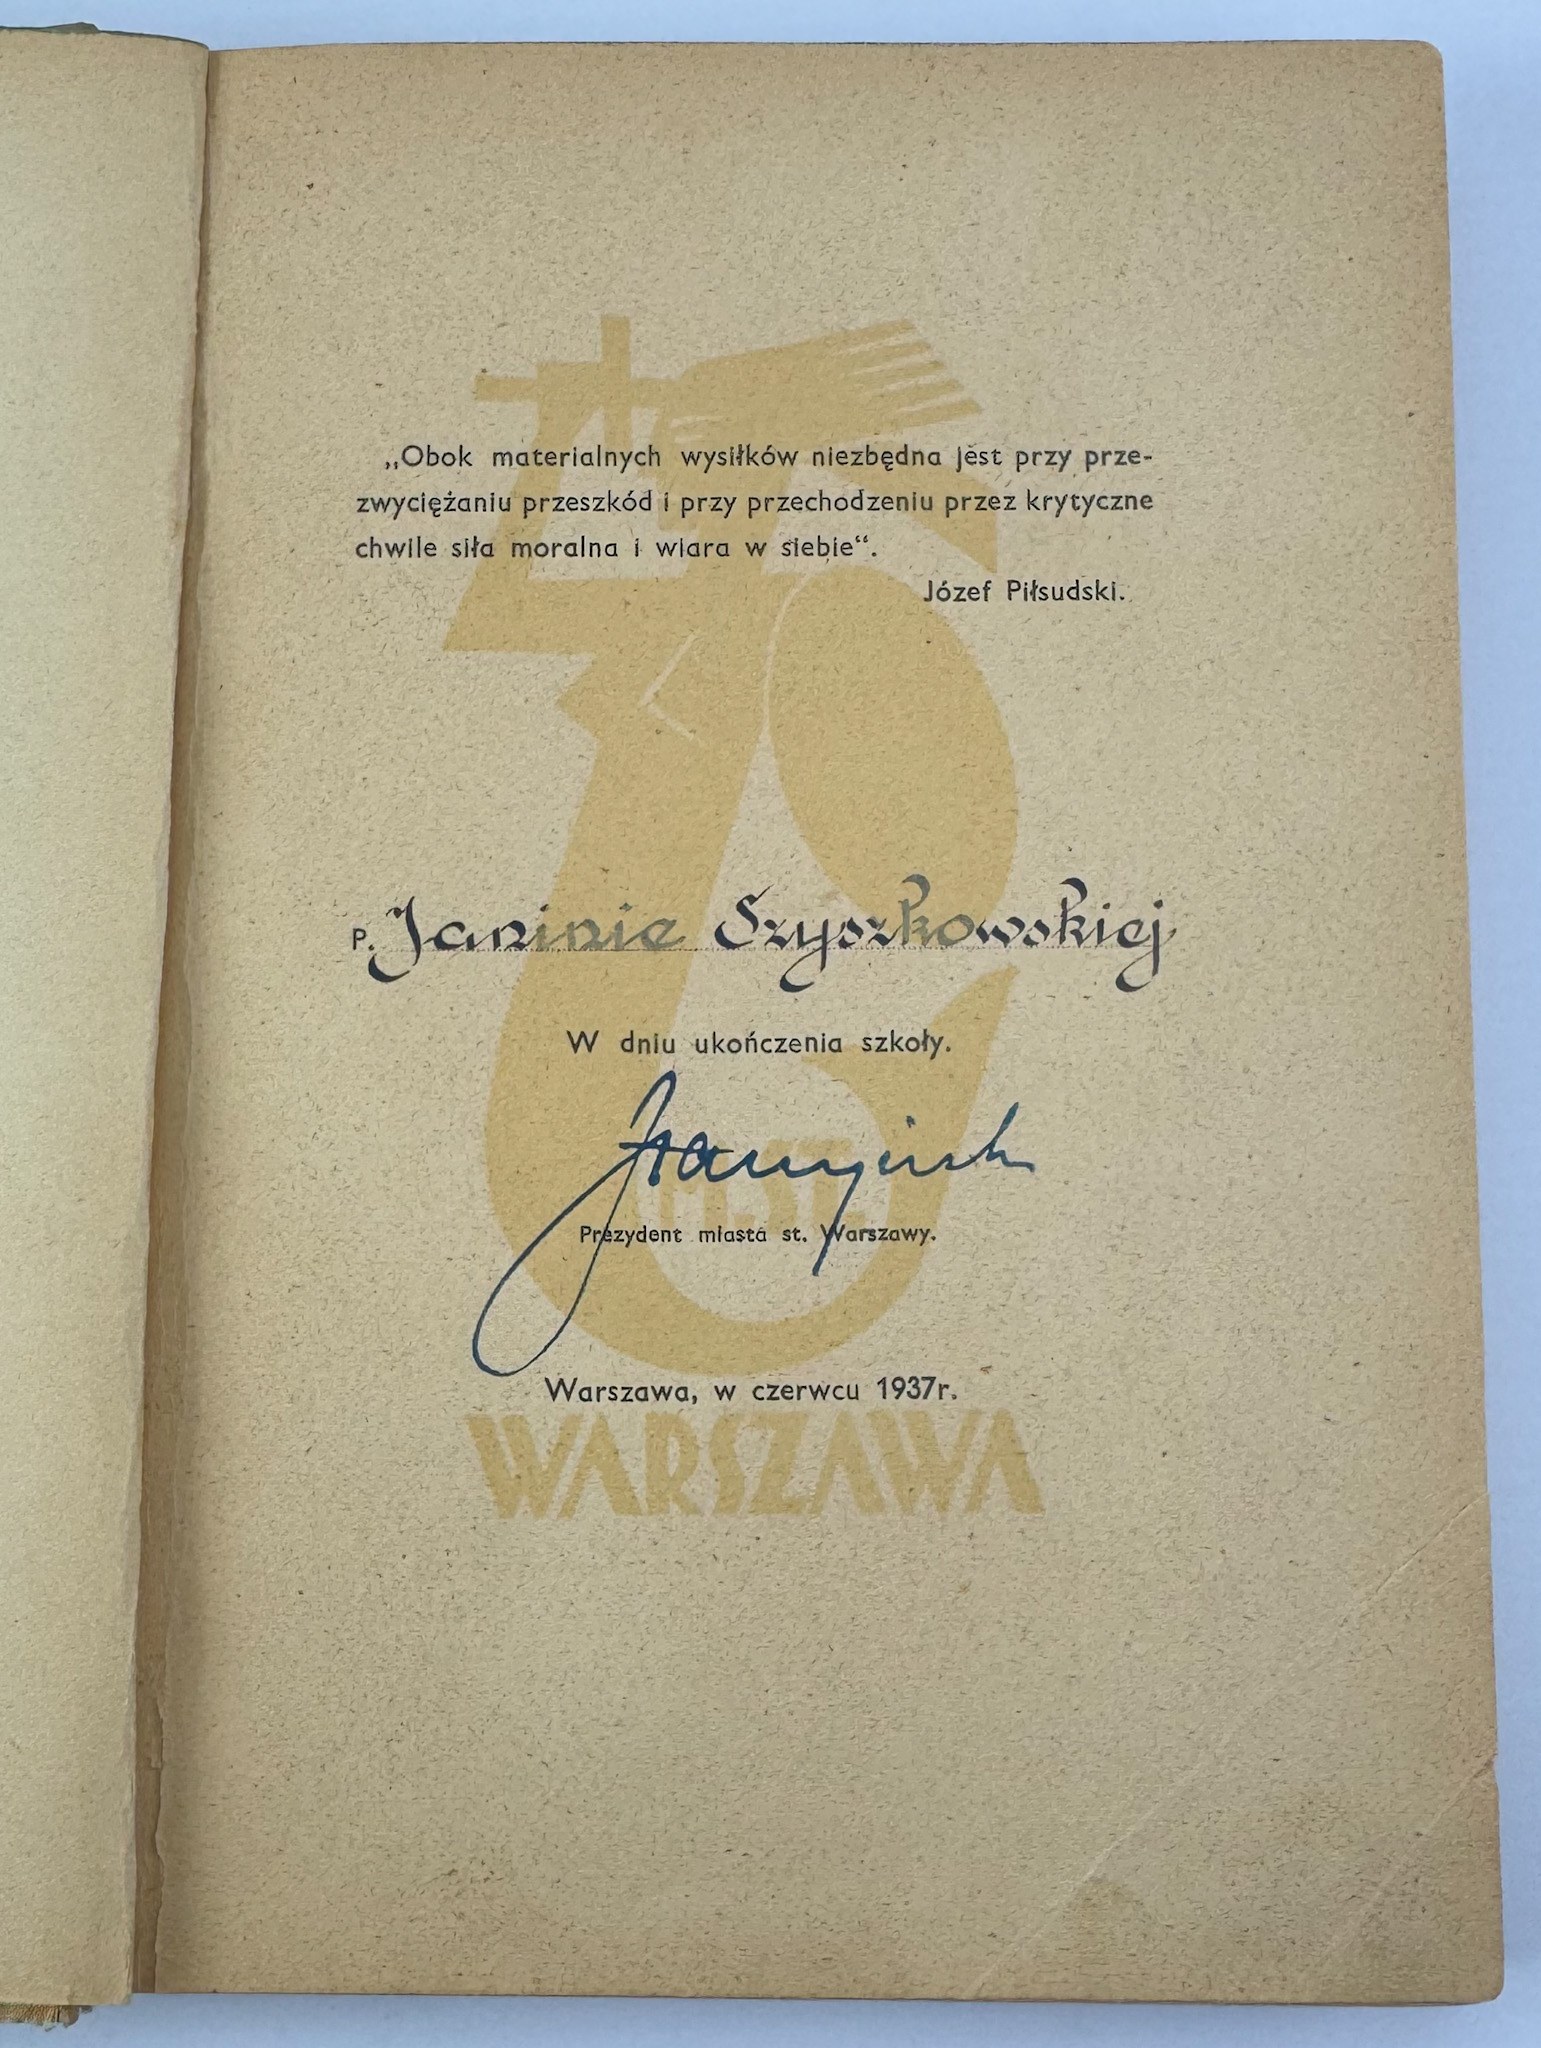 „Obok materialnych wysiłków niezbędna jest przy prze-
zwyciężaniu przeszkód i przy przechodzeniu przez krytyczne
chwile siła moralna i wiara w siebie“.
Józef Piłsudski.
P. Janinie Szyszkowskiej
W dniu ukończenia szkoły.
Prezydent miasta st. Warszawy.
Warszawa, w czerwcu 1937r.
WARSZAWA